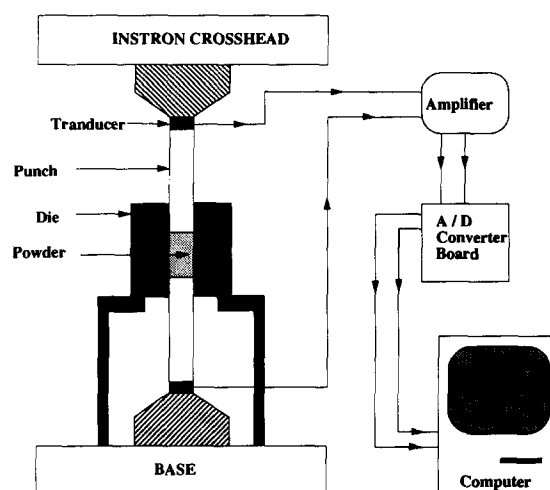 INSTRON CROSSHEAD
Tranducer
Amplifier
Punch
Die
Powder
A / D
Converter
Board
BASE
Computer